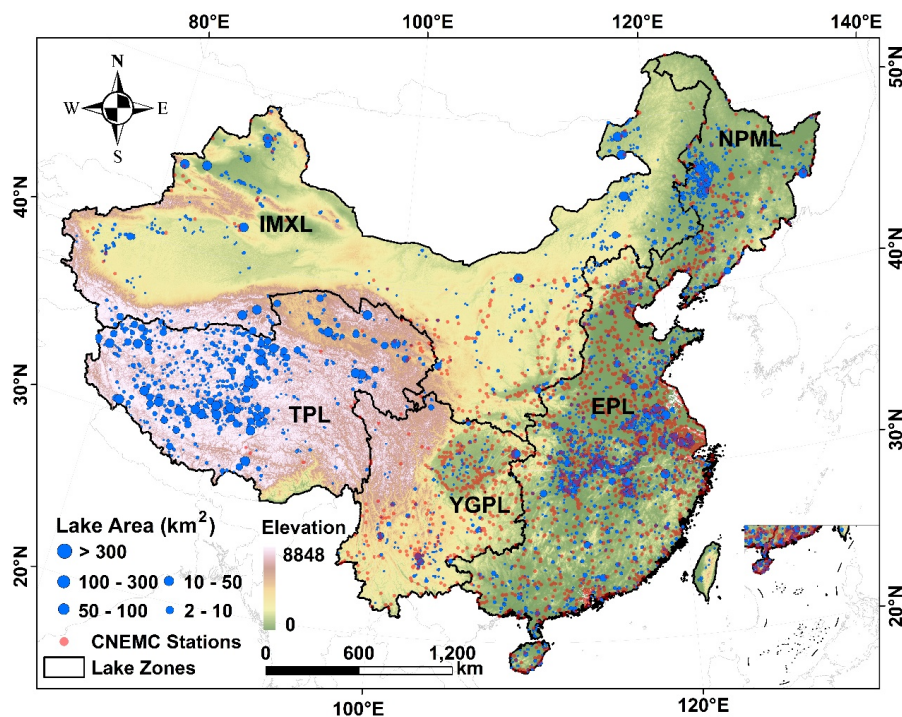 80°E 100°E 120°E 140°E
50°N
N
W E
S
NPML
40°N
IMXL
40°N
30°N
EPL
TPL
30°N
YGPL
Lake Area (km²)
> 300
100 - 300 10 - 50
50 - 100 2 - 10
CNEMC Stations
Lake Zones
Elevation
8848
0
0 600 1,200
km
20°N
20°N
100°E 120°E